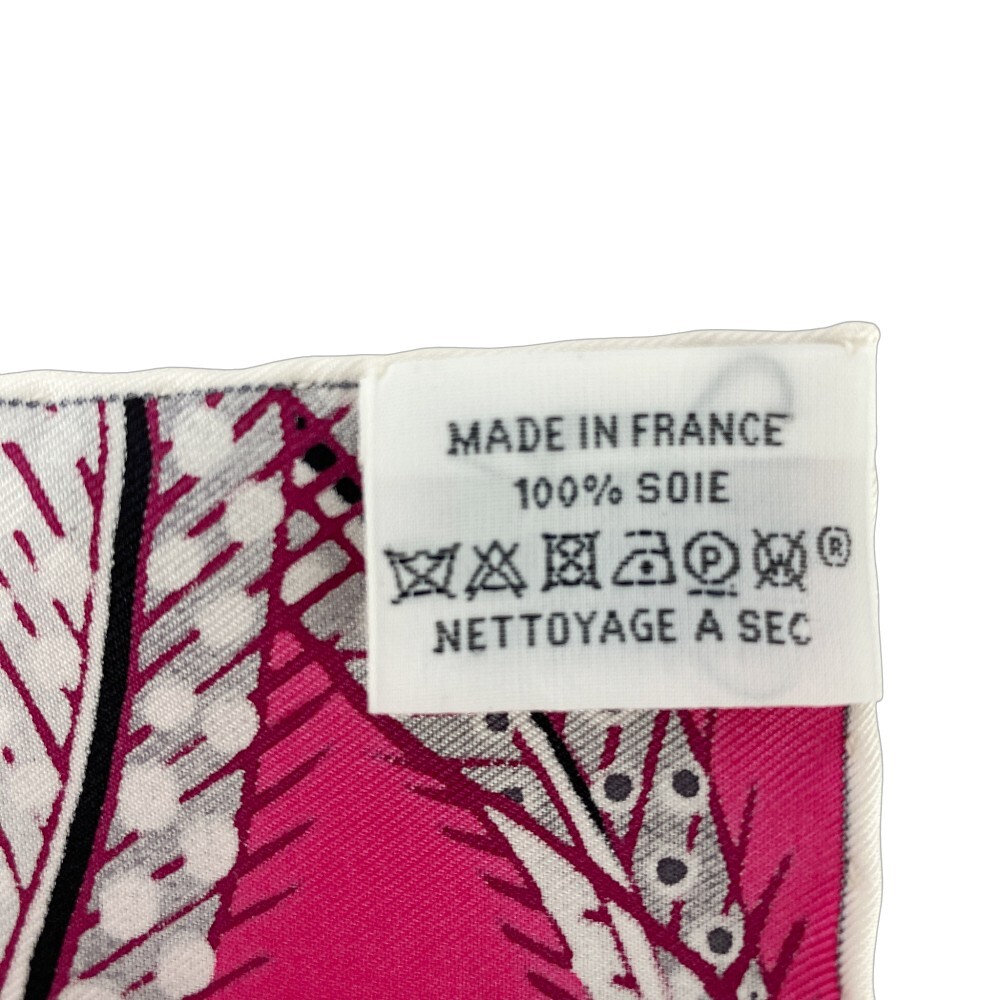 MADE IN FRANCE
100% SOIE
P W ®
NETTOYAGE A SEC